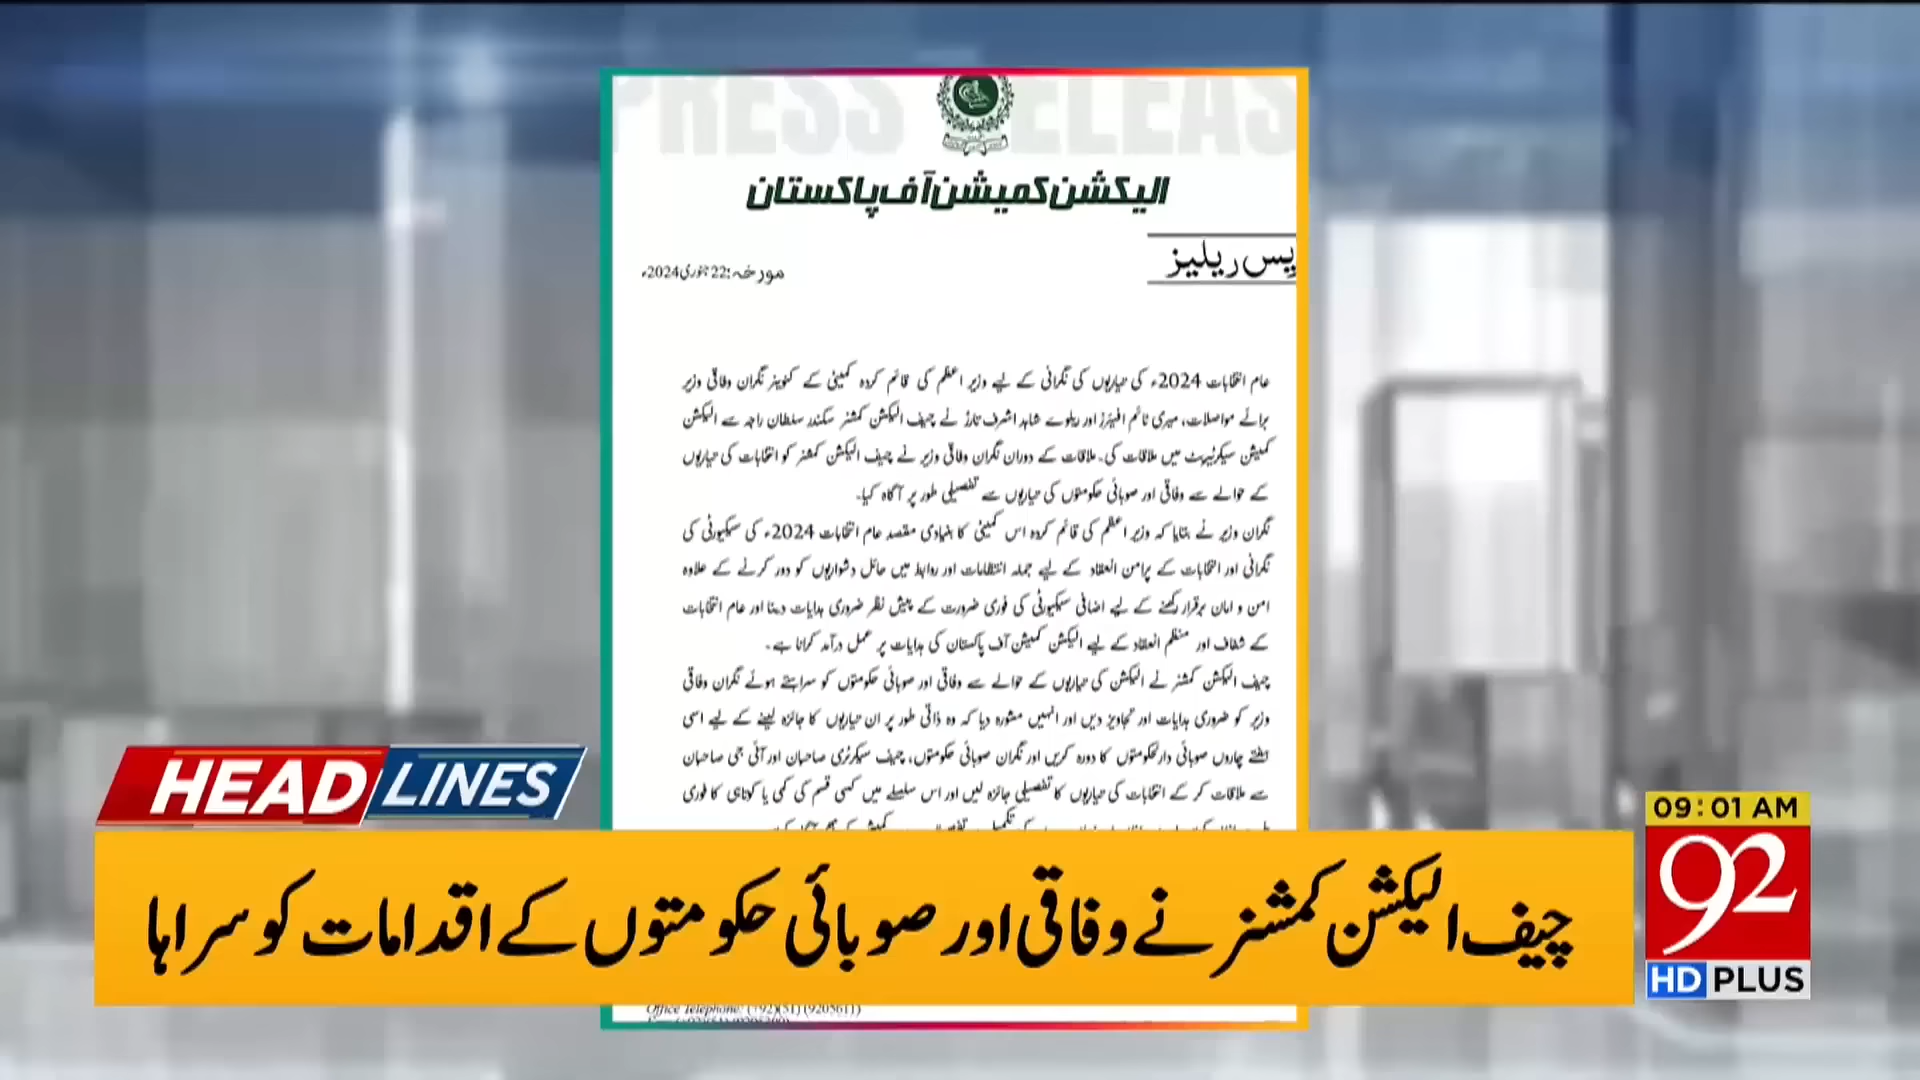 PRESS RELEAS
الیکشن کمیشن آف پاکستان
پریس ریلیز
مورخہ:22 جنوری 2024ء
عام انتخابات 2024ء کی تیاریوں کی نگرانی کے لیے وزیر اعظم کی قائم کردہ کمیٹی کے کنوینر نگران وفاقی وزیر
برائے مواصلات، میری ٹائم افیئرز اور ریلوے شاہد اشرف تارڑ نے چیف الیکشن کمشنر سکندر سلطان راجہ سے الیکشن
کمیشن سیکرٹیریٹ میں ملاقات کی۔ ملاقات کے دوران نگران وفاقی وزیر نے چیف الیکشن کمشنر کو انتخابات کی تیاریوں
کے حوالے سے وفاقی اور صوبائی حکومتوں کی تیاریوں سے تفصیلی طور پر آگاہ کیا۔
نگران وزیر نے بتایا کہ وزیر اعظم کی قائم کردہ اس کمیٹی کا بنیادی مقصد عام انتخابات 2024ء کی سیکیورٹی کی
نگرانی اور انتخابات کے پرامن انعقاد کے لیے جملہ انتظامات اور روابط میں حائل دشواریوں کو دور کرنے کے علاوہ
امن و امان برقرار رکھنے کے لیے اضافی سیکیورٹی کی فوری ضرورت کے پیش نظر ضروری ہدایات دینا اور عام انتخابات
کے شفاف اور منظم انعقاد کے لیے الیکشن کمیشن آف پاکستان کی ہدایات پر عمل درآمد کرانا ہے۔
چیف الیکشن کمشنر نے الیکشن کی تیاریوں کے حوالے سے وفاقی اور صوبائی حکومتوں کو سراہتے ہوئے نگران وفاقی
وزیر کو ضروری ہدایات اور تجاویز دیں اور انہیں مشورہ دیا کہ وہ ذاتی طور پر ان تیاریوں کا جائزہ لینے کے لیے اسی
ہفتے چاروں صوبائی دارلحکومتوں کا دورہ کریں اور نگران صوبائی حکومتوں، چیف سیکرٹری صاحبان اور آئی جی صاحبان
سے ملاقات کر کے انتخابات کی تیاریوں کا تفصیلی جائزہ لیں اور اس سلسلے میں کسی قسم کی کمی یا کوتاہی کا فوری
HEADLINES
چیف الیکشن کمشنر نے وفاقی اور صوبائی حکومتوں کے اقدامات کو سراہا
09:01 AM
92
HD PLUS
Office Telephone: (+92)(51) (9205611)